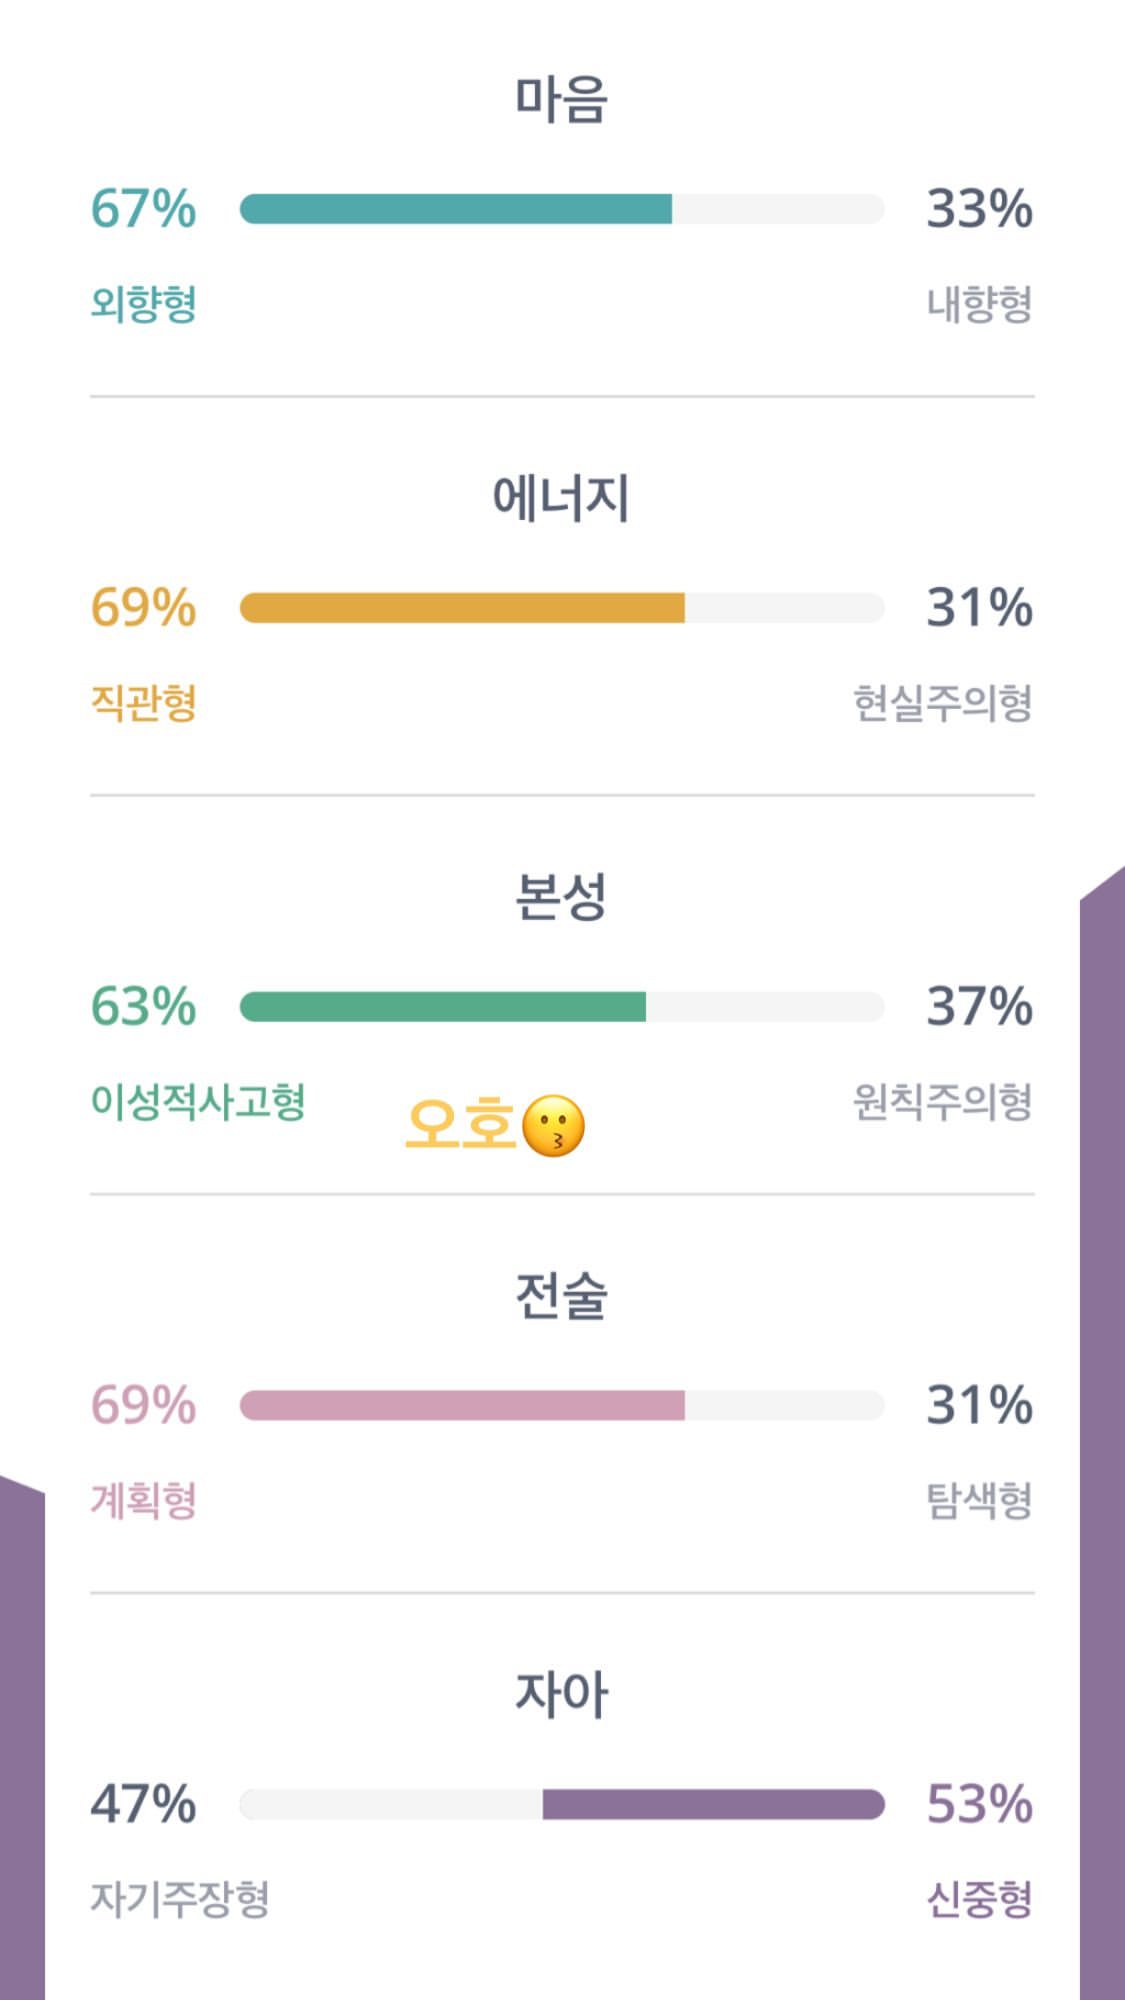 마음
67% 33%
외향형 내향형
에너지
69% 31%
직관형 현실주의형
본성
63% 37%
이성적사고형 원칙주의형
오호😗
전술
69% 31%
계획형 탐색형
자아
47% 53%
자기주장형 신중형